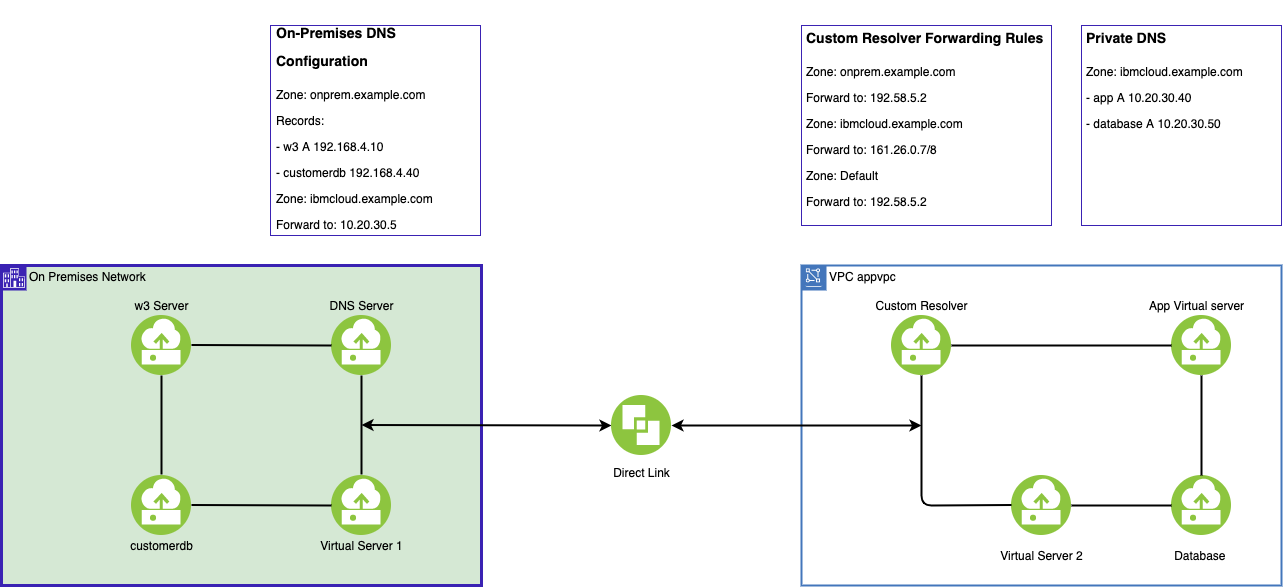 On-Premises DNS
Configuration
Zone: onprem.example.com
Records:
- w3 A 192.168.4.10
- customerdb 192.168.4.40
Zone: ibmcloud.example.com
Forward to: 10.20.30.5
Custom Resolver Forwarding Rules
Zone: onprem.example.com
Forward to: 192.58.5.2
Zone: ibmcloud.example.com
Forward to: 161.26.0.7/8
Zone: Default
Forward to: 192.58.5.2
Private DNS
Zone: ibmcloud.example.com
- app A 10.20.30.40
- database A 10.20.30.50
On Premises Network
w3 Server
DNS Server
customerdb
Virtual Server 1
Direct Link
VPC appvpc
Custom Resolver
App Virtual server
Virtual Server 2
Database